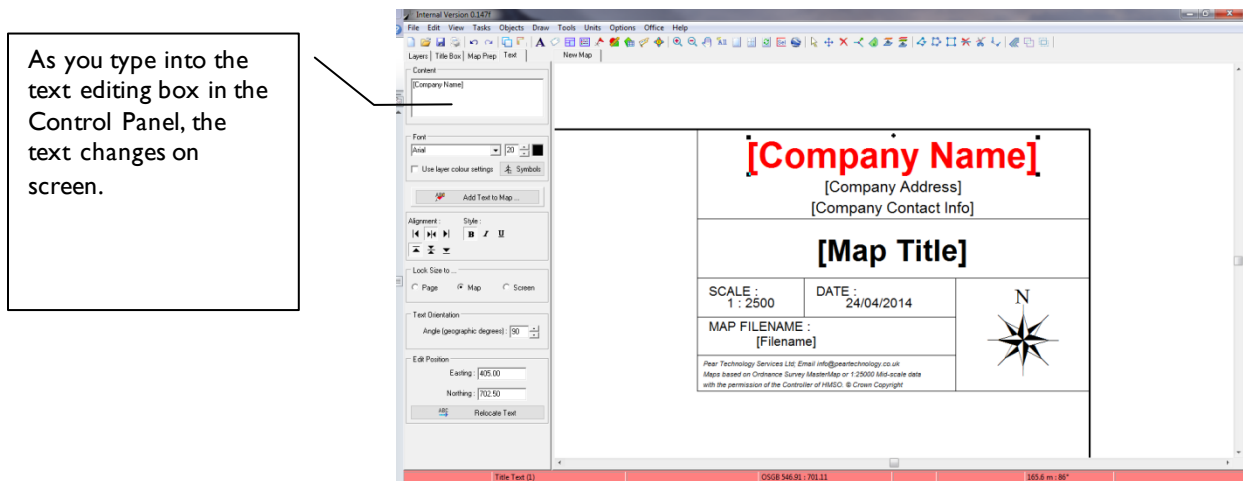 As you type into the
text editing box in the
Control Panel, the
text changes on
screen.
Internal Version 0.147f
File Edit View Tasks Objects Draw Tools Units Options Office Help
Layers Title Box Map Prep Text
New Map
Content
[Company Name]
Font
Arial 20
Use layer colour settings Symbols
Add Text to Map ...
Alignment : Style :
B I U
Lock Size to ...
Page Map Screen
Text Orientation
Angle (geographic degrees) : 90
Edit Position
Easting : 405.00
Northing : 702.50
ABC Relocate Text
[Company Name]
[Company Address]
[Company Contact Info]
[Map Title]
SCALE : DATE :
1 : 2500 24/04/2014
N
MAP FILENAME :
[Filename]
Pear Technology Services Ltd; Email info@peartechnology.co.uk
Maps based on Ordnance Survey MasterMap or 1:25000 Mid-scale data
with the permission of the Controller of HMSO. © Crown Copyright
Title Text (1) OSGB 546.91 : 701.11 165.6 m : 86°